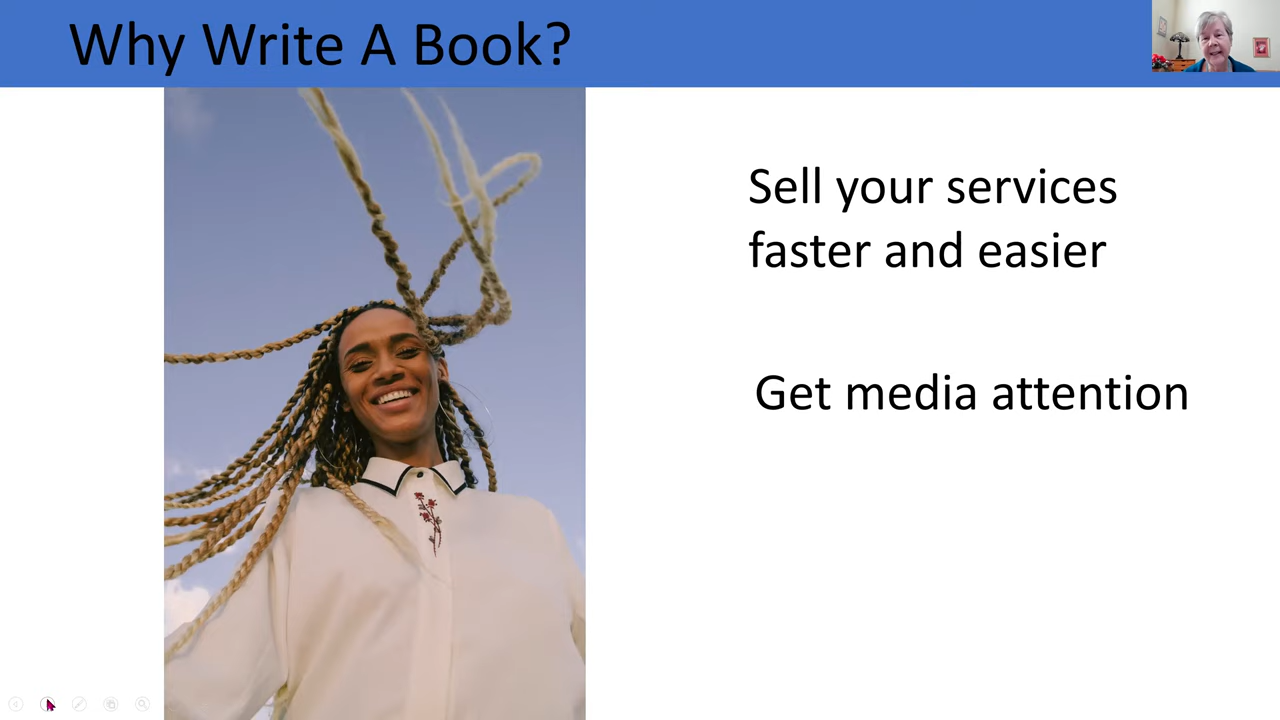 Why Write A Book?
Sell your services
faster and easier
Get media attention